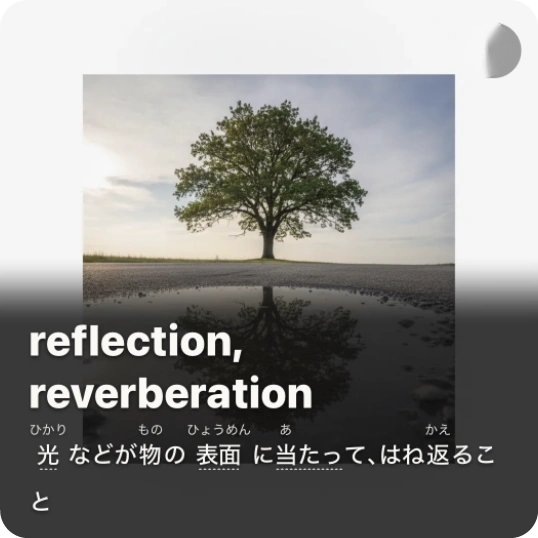 reflection,
reverberation
ひかり もの ひょうめん あ かえ
光などが物の表面に当たって、はね返るこ
と